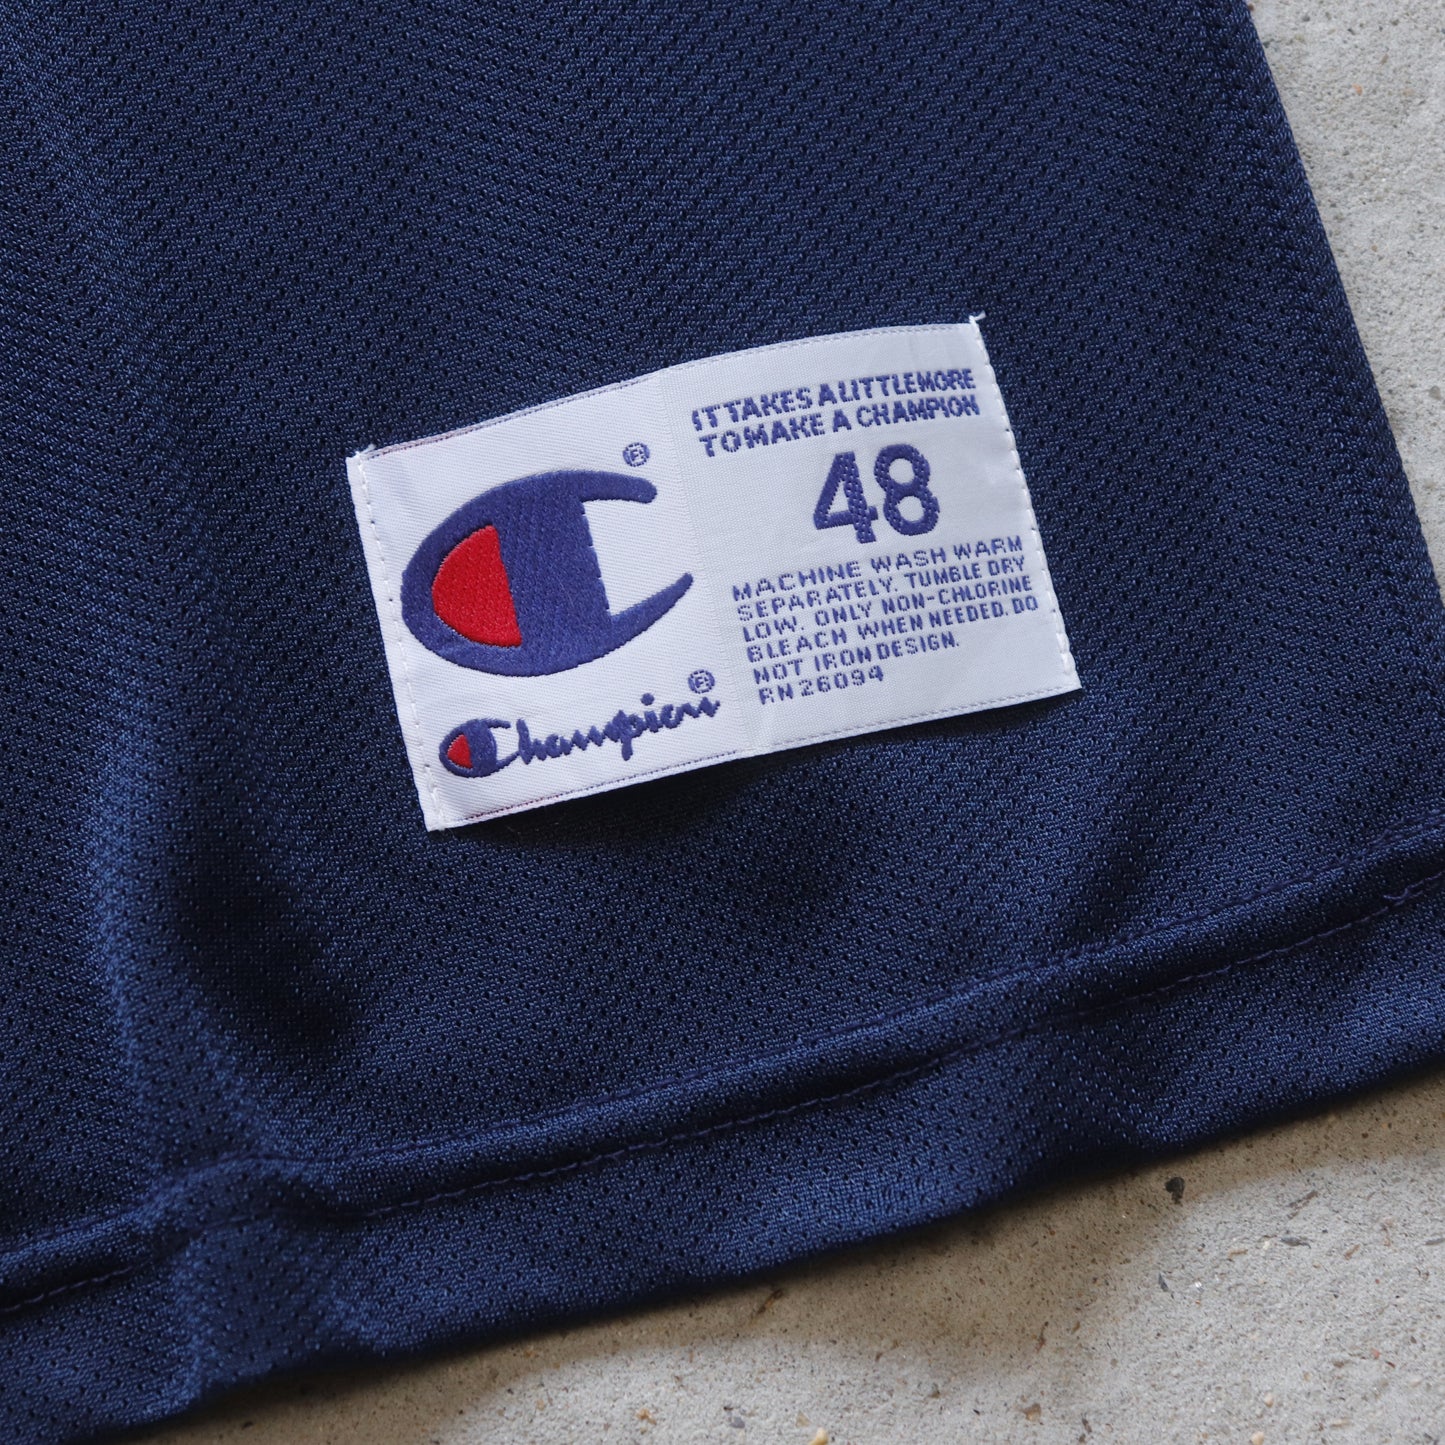 ®
Champion®
IT TAKES A LITTLE MORE
TO MAKE A CHAMPION
48
MACHINE WASH WARM
SEPARATELY. TUMBLE DRY
LOW. ONLY NON-CHLORINE
BLEACH WHEN NEEDED. DO
NOT IRON DESIGN.
RN 26094